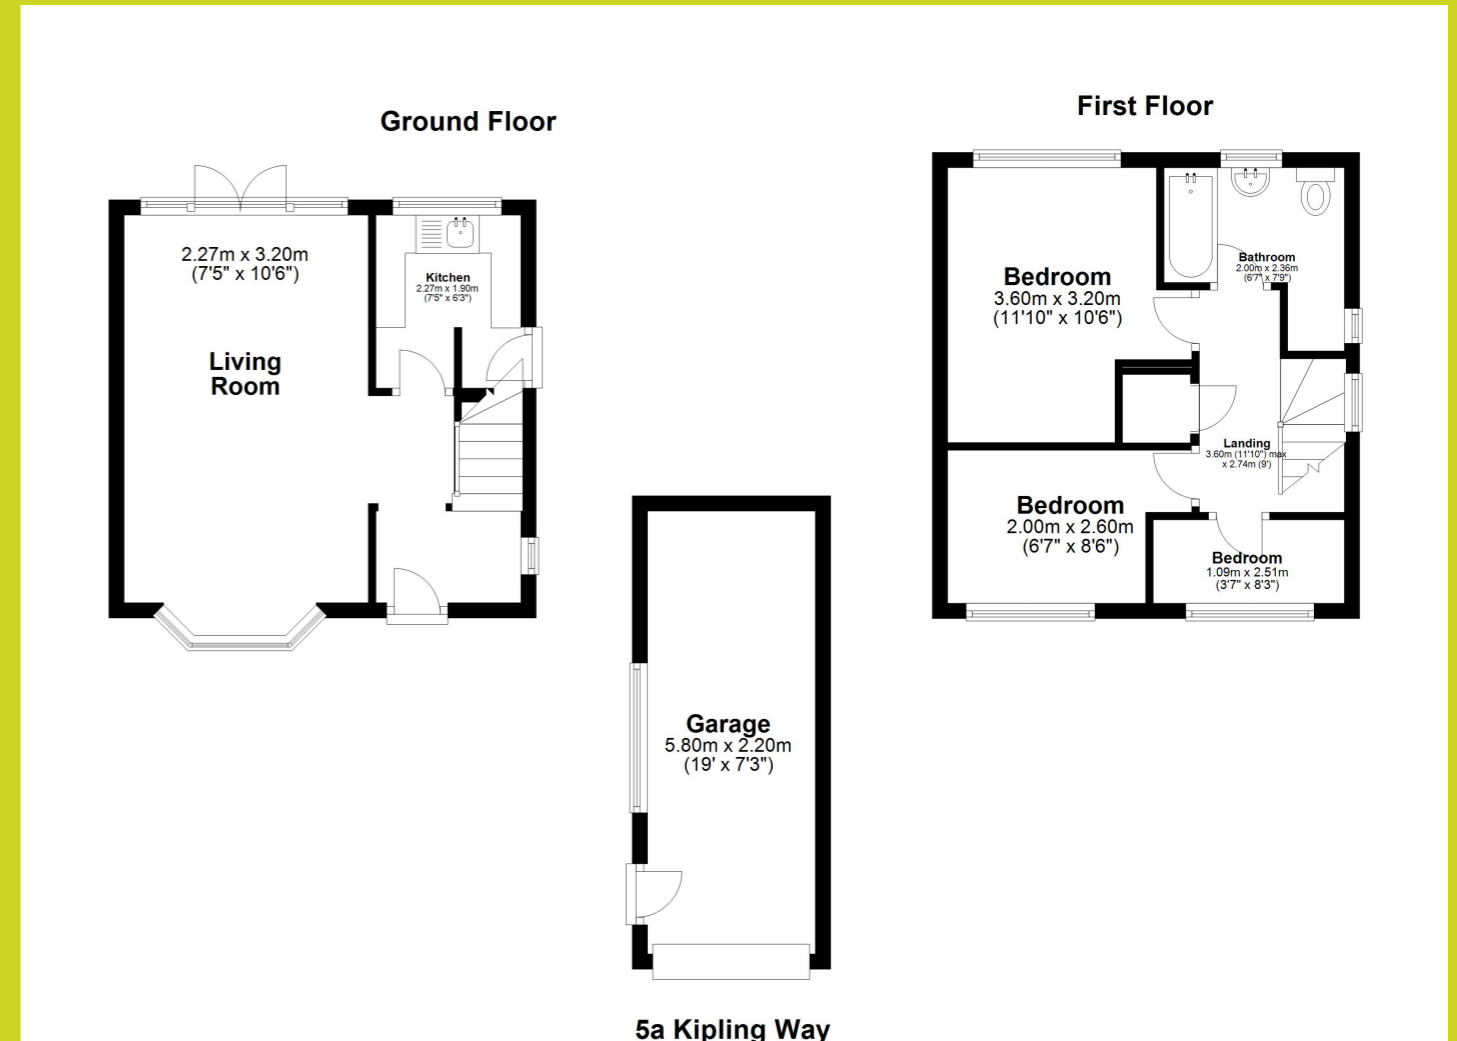 Ground Floor
2.27m x 3.20m
(7'5" x 10'6")
Living
Room
Kitchen
2.27m x 1.90m
(7'5" x 6'3")
First Floor
Bedroom
3.60m x 3.20m
(11'10" x 10'6")
Bathroom
2.00m x 2.36m
(6'7" x 7'9")
Landing
3.60m (11'10") max
x 2.74m (9')
Bedroom
2.00m x 2.60m
(6'7" x 8'6")
Bedroom
1.09m x 2.51m
(3'7" x 8'3")
Garage
5.80m x 2.20m
(19' x 7'3")
5a Kipling Way